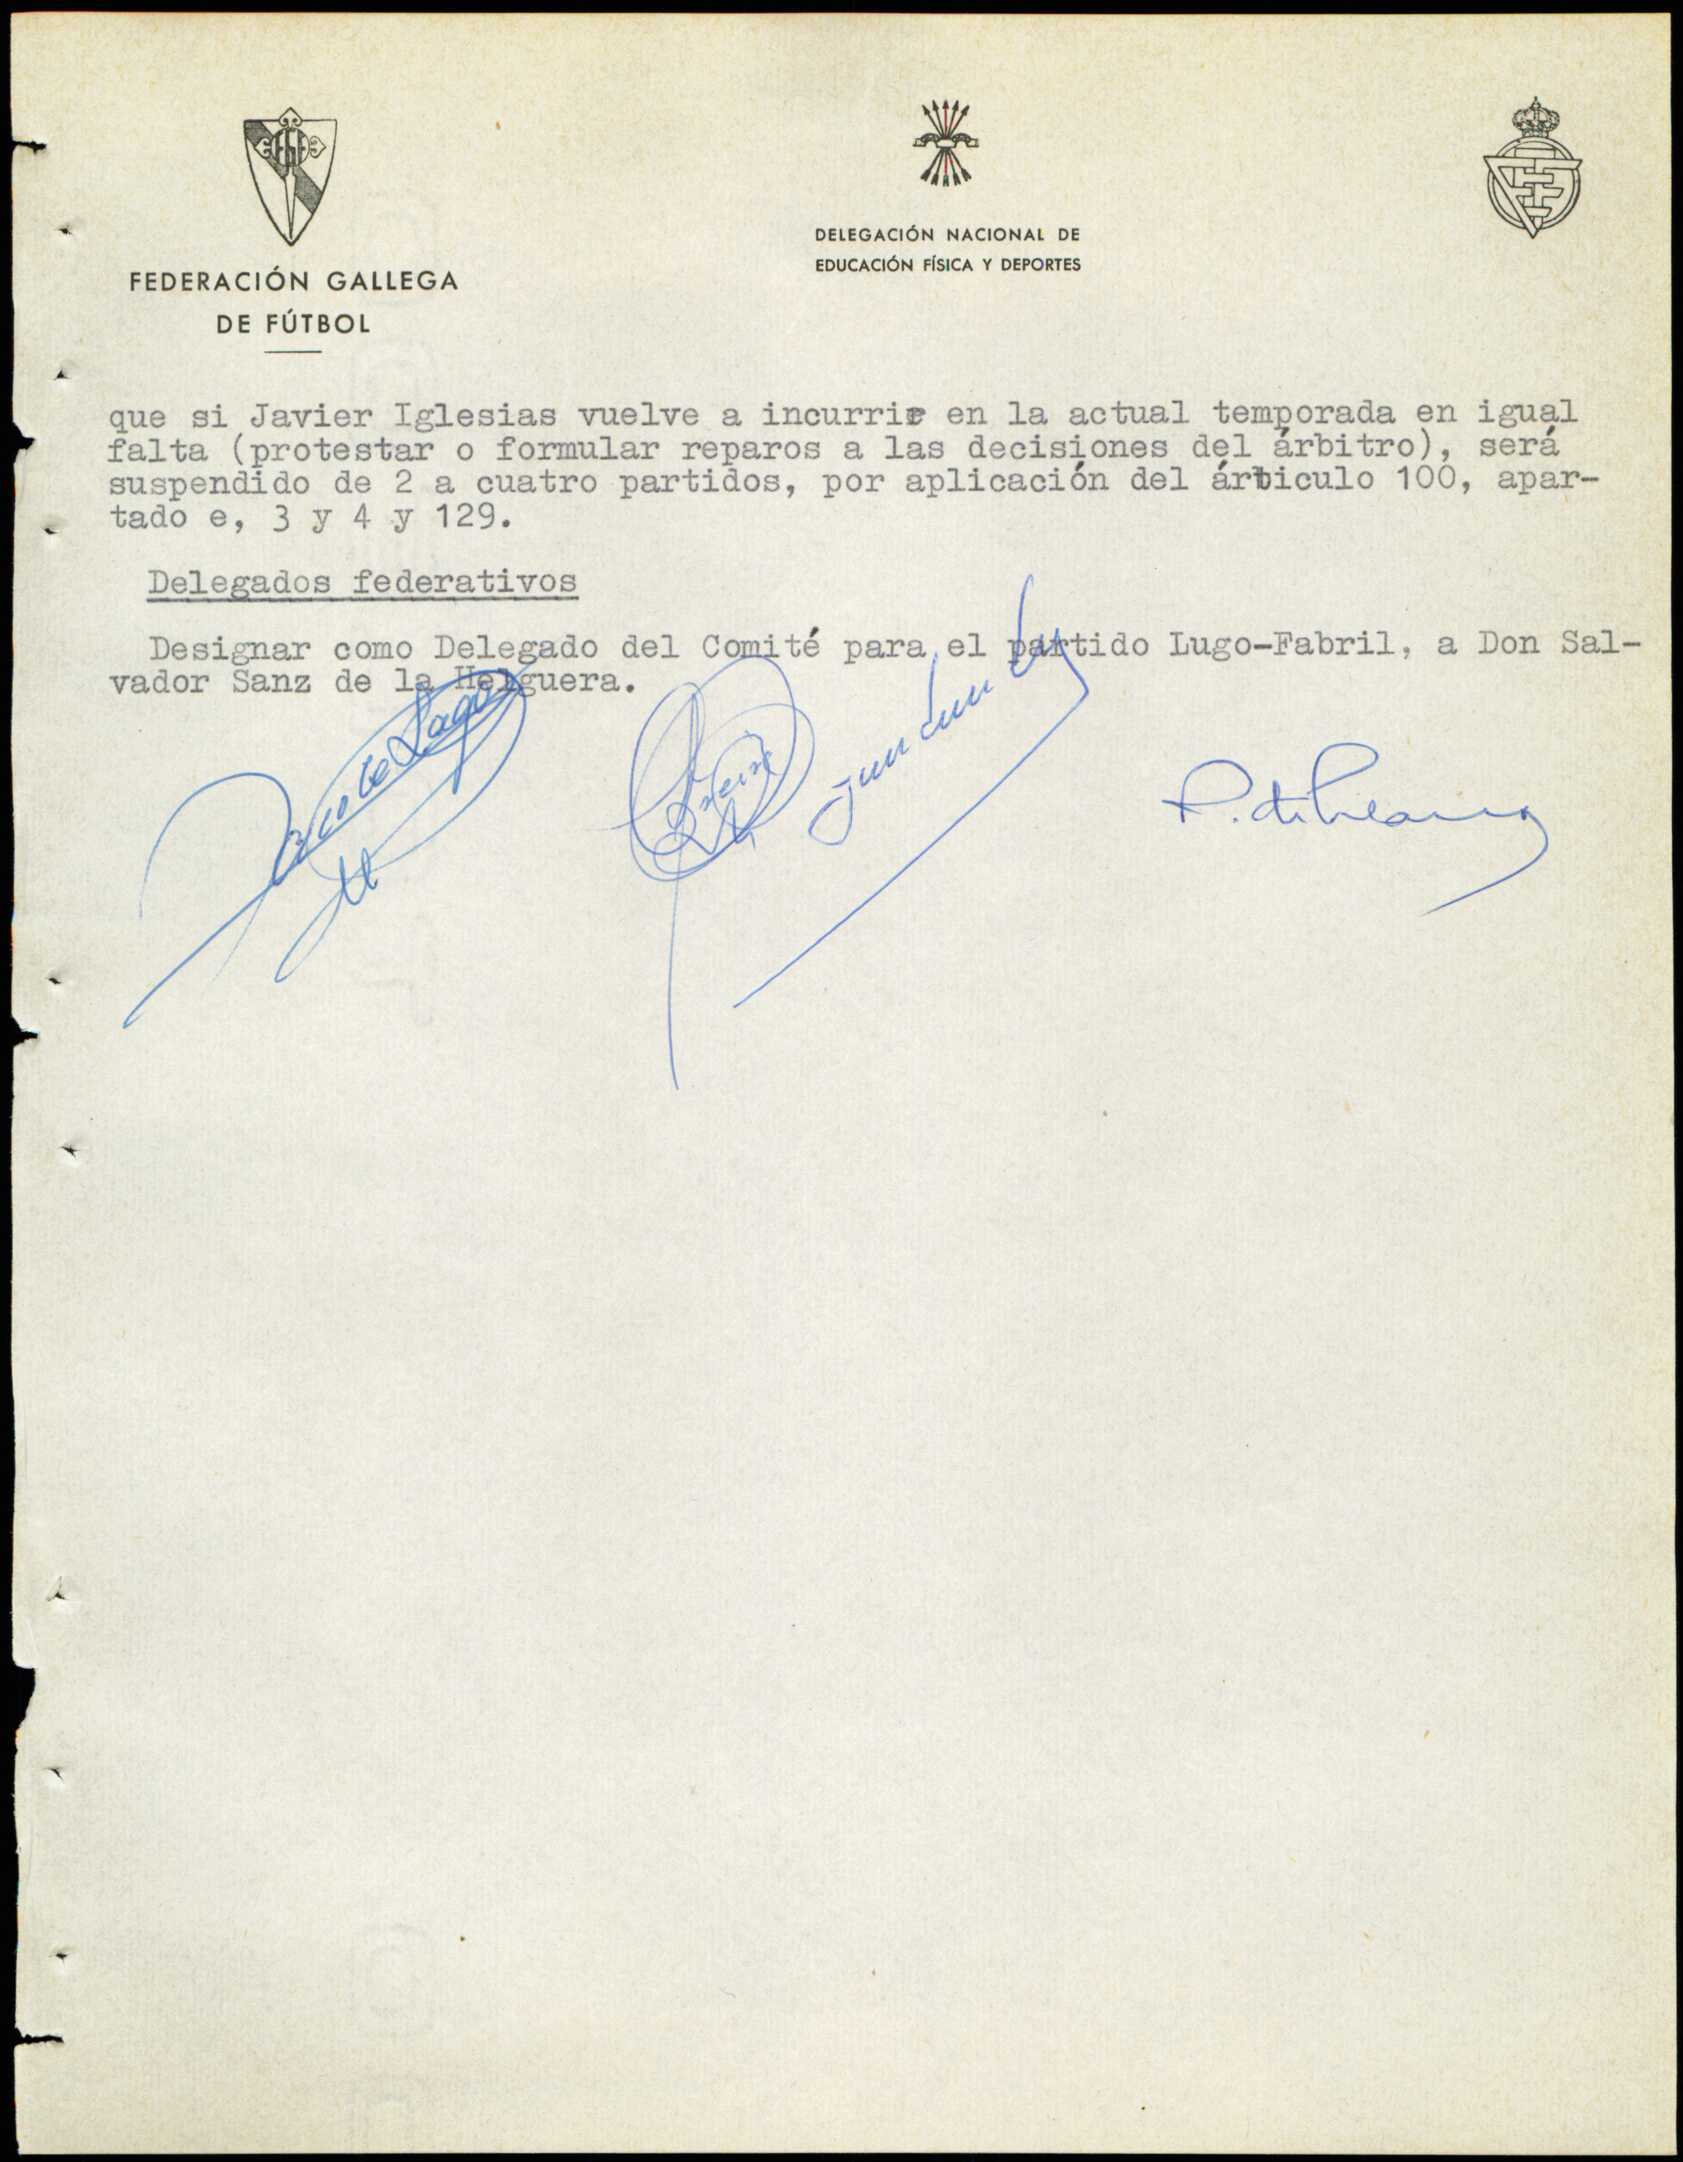 FEDERACIÓN GALLEGA
DE FÚTBOL
DELEGACIÓN NACIONAL DE
EDUCACIÓN FÍSICA Y DEPORTES
que si Javier Iglesias vuelve a incurrir en la actual temporada en igual
falta (protestar o formular reparos a las decisiones del árbitro), será
suspendido de 2 a cuatro partidos, por aplicación del árticulo 100, apar-
tado e, 3 y 4 y 129.
Delegados federativos
Designar como Delegado del Comité para el partido Lugo-Fabril, a Don Sal-
vador Sanz de la Helguera.